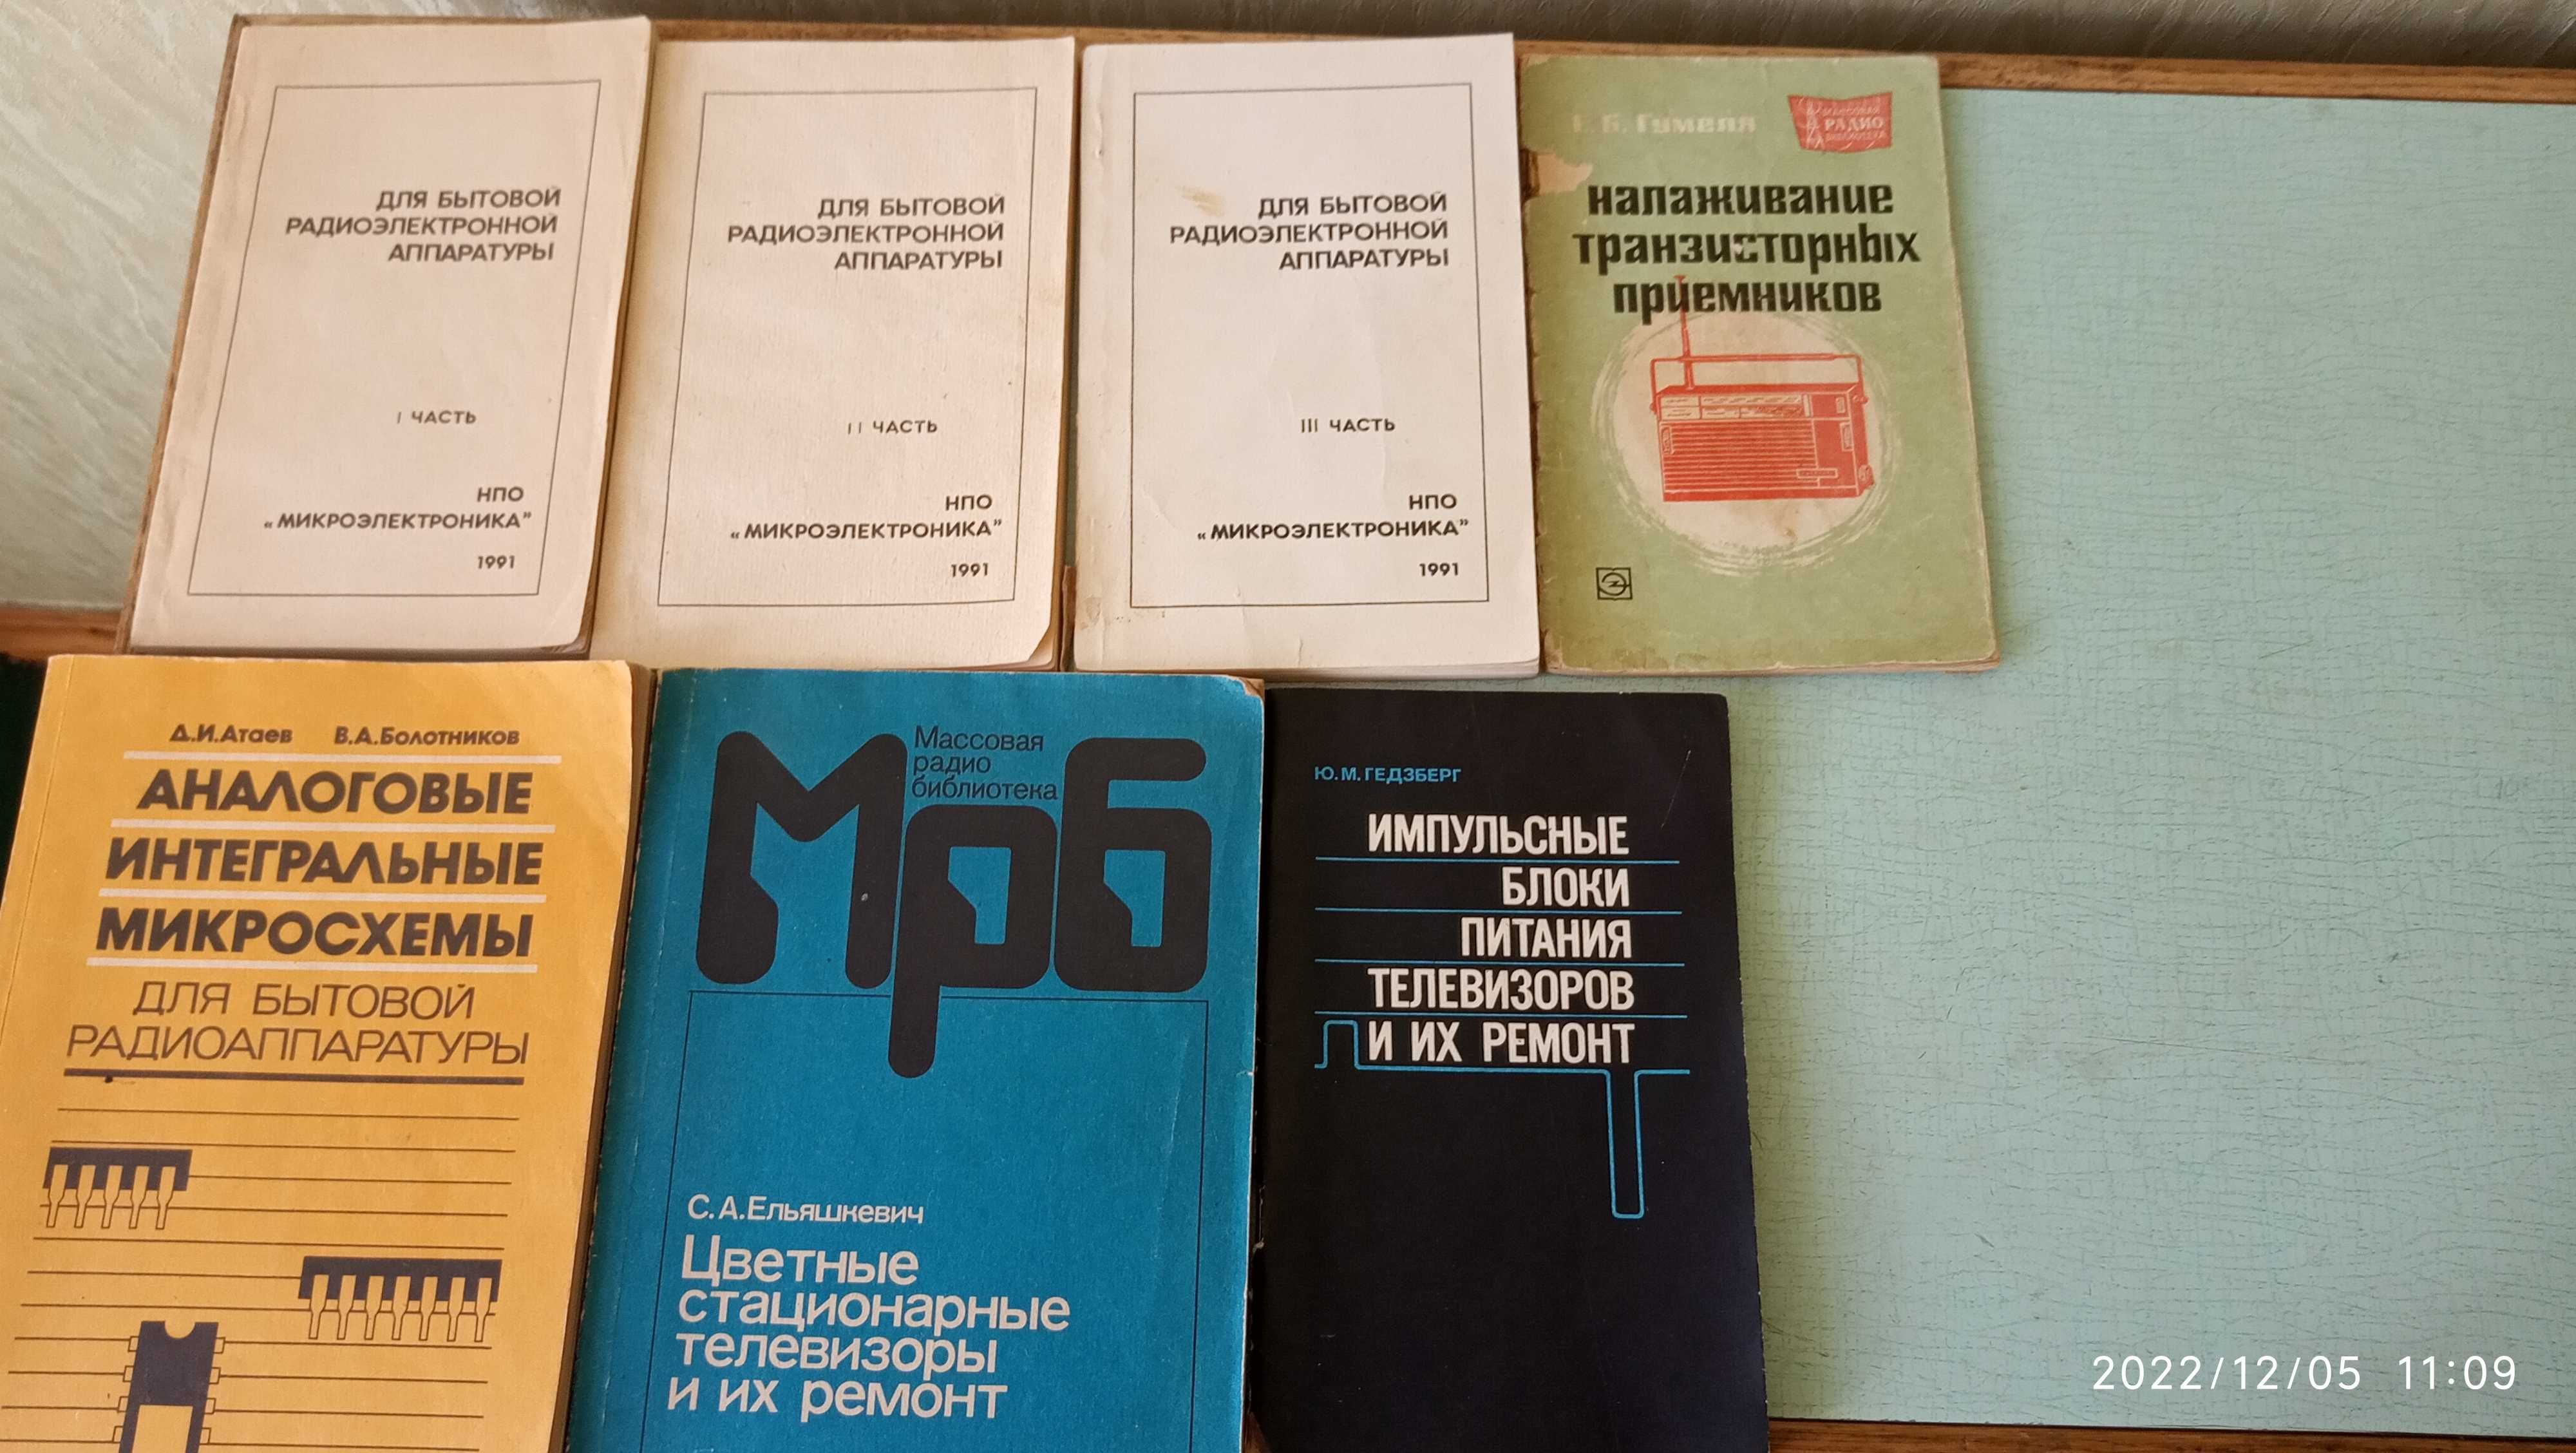 ДЛЯ БЫТОВОЙ
РАДИОЭЛЕКТРОННОЙ
АППАРАТУРЫ
I ЧАСТЬ
НПО
„МИКРОЭЛЕКТРОНИКА”
1991
ДЛЯ БЫТОВОЙ
РАДИОЭЛЕКТРОННОЙ
АППАРАТУРЫ
II ЧАСТЬ
НПО
„МИКРОЭЛЕКТРОНИКА”
1991
ДЛЯ БЫТОВОЙ
РАДИОЭЛЕКТРОННОЙ
АППАРАТУРЫ
III ЧАСТЬ
НПО
„МИКРОЭЛЕКТРОНИКА”
1991
Е. Б. Гумеля
МАССОВАЯ
РАДИО
БИБЛИОТЕКА
налаживание
транзисторных
приемников
Д.И.Атаев В.А.Болотников
АНАЛОГОВЫЕ
ИНТЕГРАЛЬНЫЕ
МИКРОСХЕМЫ
ДЛЯ БЫТОВОЙ
РАДИОАППАРАТУРЫ
Мрб
Массовая
радио
библиотека
С.А.Ельяшкевич
Цветные
стационарные
телевизоры
и их ремонт
Ю.М.ГЕДЗБЕРГ
ИМПУЛЬСНЫЕ
БЛОКИ
ПИТАНИЯ
ТЕЛЕВИЗОРОВ
И ИХ РЕМОНТ
2022/12/05 11:09